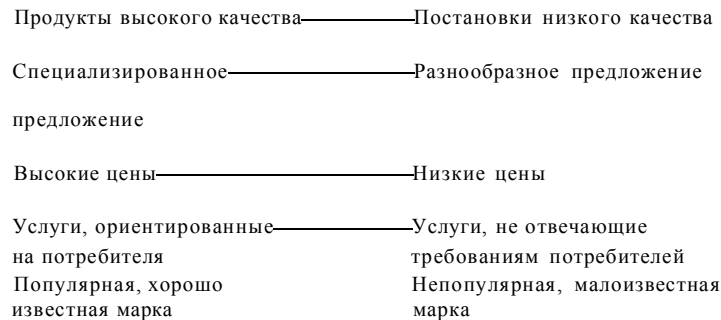 Продукты высокого качества Постановки низкого качества
Специализированное Разнообразное предложение
предложение
Высокие цены Низкие цены
Услуги, ориентированные Услуги, не отвечающие
на потребителя требованиям потребителей
Популярная, хорошо Непопулярная, малоизвестная
известная марка марка